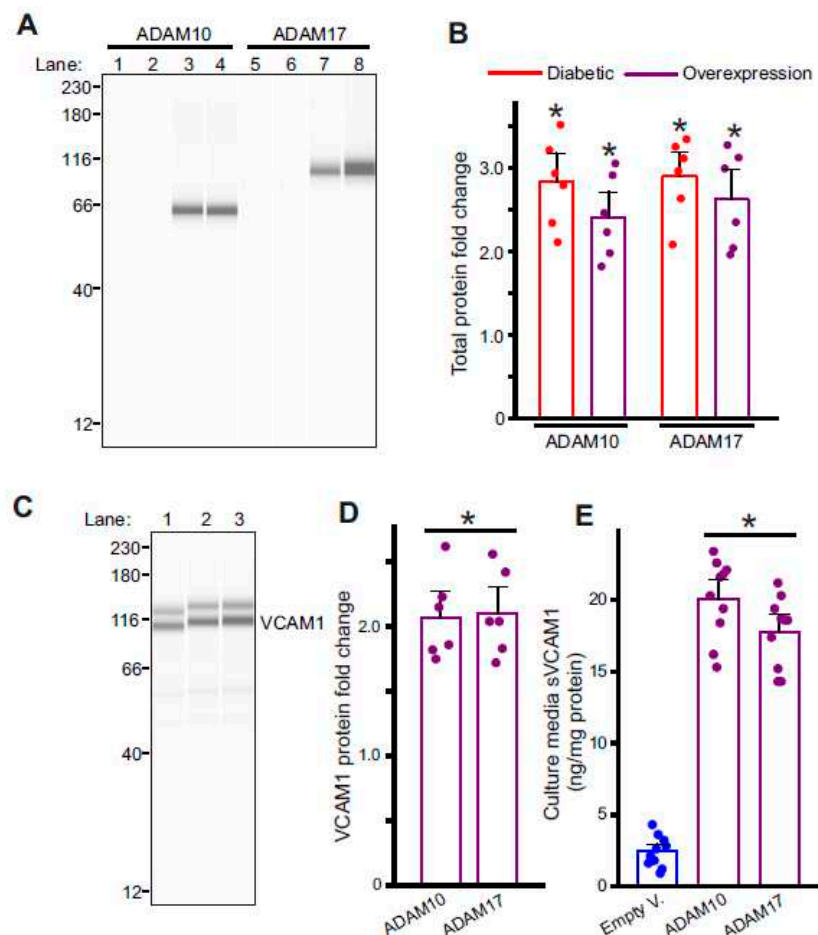 A
ADAM10 ADAM17
Lane: 1 2 3 4 5 6 7 8
230
180
116
66
40
12
B
Diabetic Overexpression
Total protein fold change
3.0
2.0
1.0
0
* * * *
ADAM10 ADAM17
C
Lane: 1 2 3
230
180
116
66
40
12
VCAM1
D
VCAM1 protein fold change
2.0
1.0
0
*
ADAM10 ADAM17
E
Culture media sVCAM1
(ng/mg protein)
20
15
10
5
0
*
Empty V. ADAM10 ADAM17